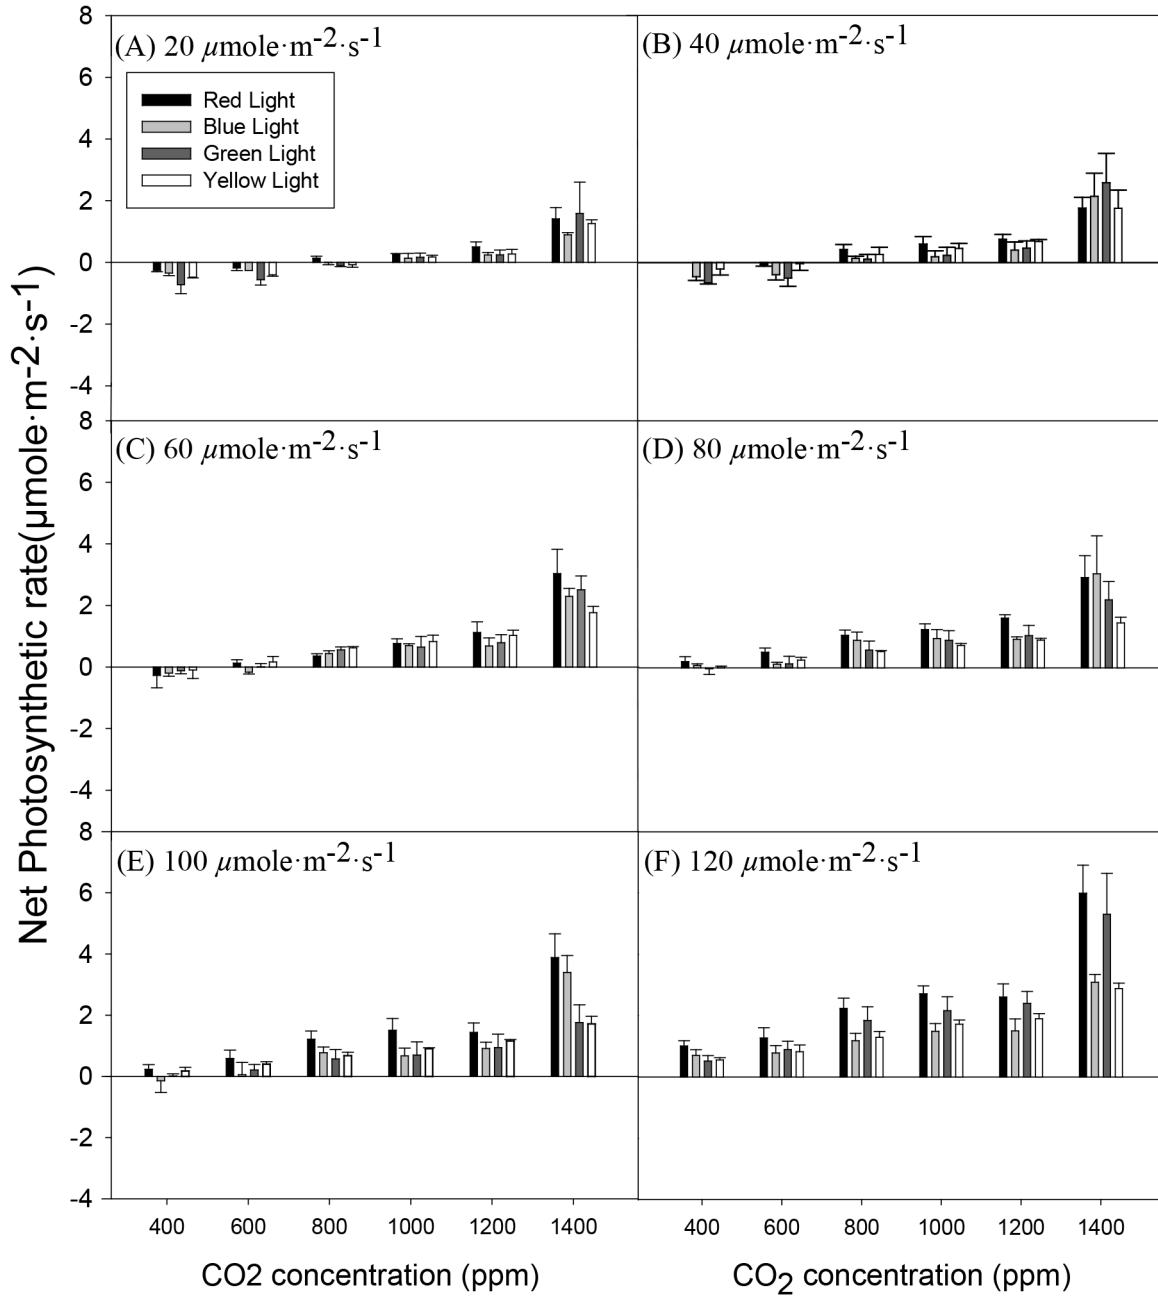 Net Photosynthetic rate(μmole·m-2·s-1)
8
6
4
2
0
-2
-4
(A) 20 μmole·m-2·s-1
Red Light
Blue Light
Green Light
Yellow Light
(B) 40 μmole·m-2·s-1
8
6
4
2
0
-2
-4
(C) 60 μmole·m-2·s-1
(D) 80 μmole·m-2·s-1
8
6
4
2
0
-2
-4
(E) 100 μmole·m-2·s-1
(F) 120 μmole·m-2·s-1
400 600 800 1000 1200 1400
400 600 800 1000 1200 1400
CO2 concentration (ppm)
CO2 concentration (ppm)